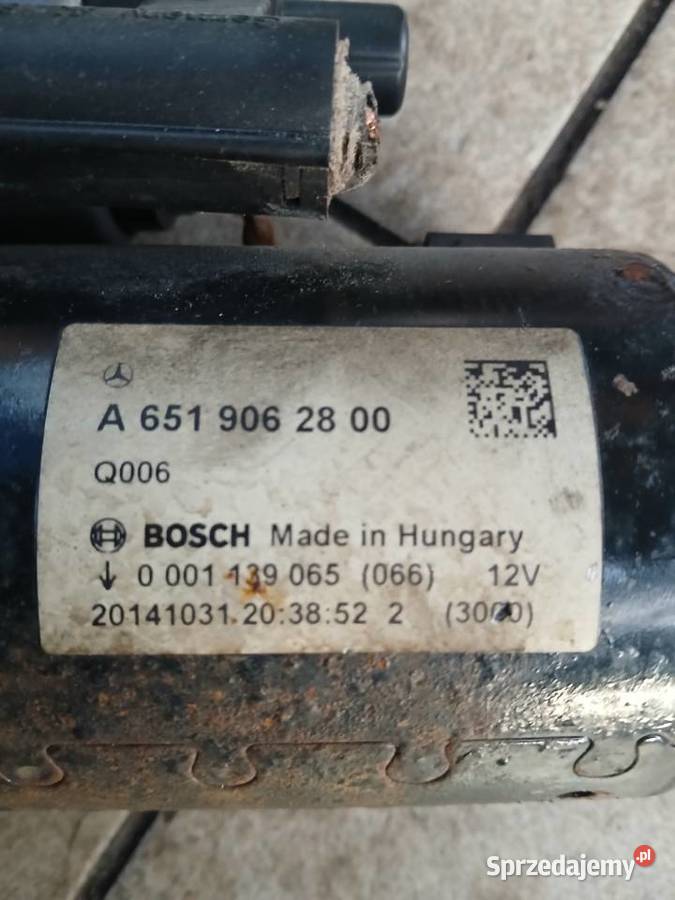 A 651 906 28 00
Q006
BOSCH Made in Hungary
↓ 0 001 139 065 (066) 12V
20141031 20:38:52 2 (3000)
Sprzedajemy.pl